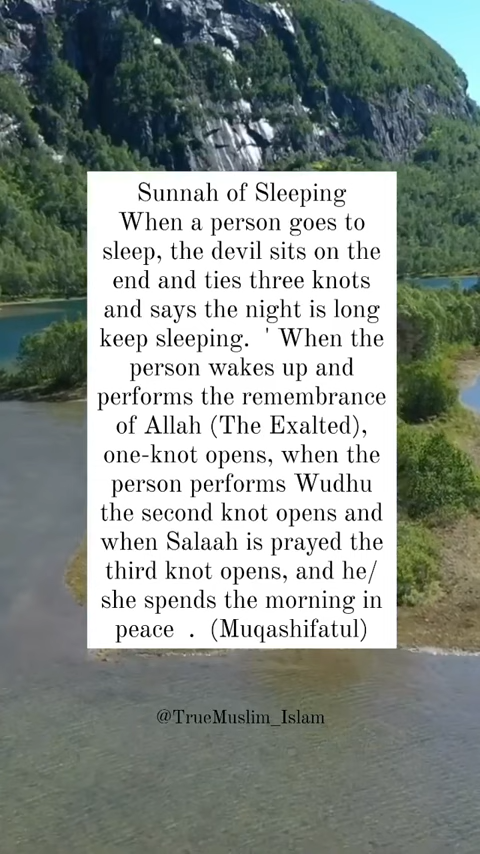 Sunnah of Sleeping
When a person goes to
sleep, the devil sits on the
end and ties three knots
and says the night is long
keep sleeping.  ' When the
person wakes up and
performs the remembrance
of Allah (The Exalted),
one-knot opens, when the
person performs Wudhu
the second knot opens and
when Salaah is prayed the
third knot opens, and he/
she spends the morning in
peace  .  (Muqashifatul)
@TrueMuslim_Islam